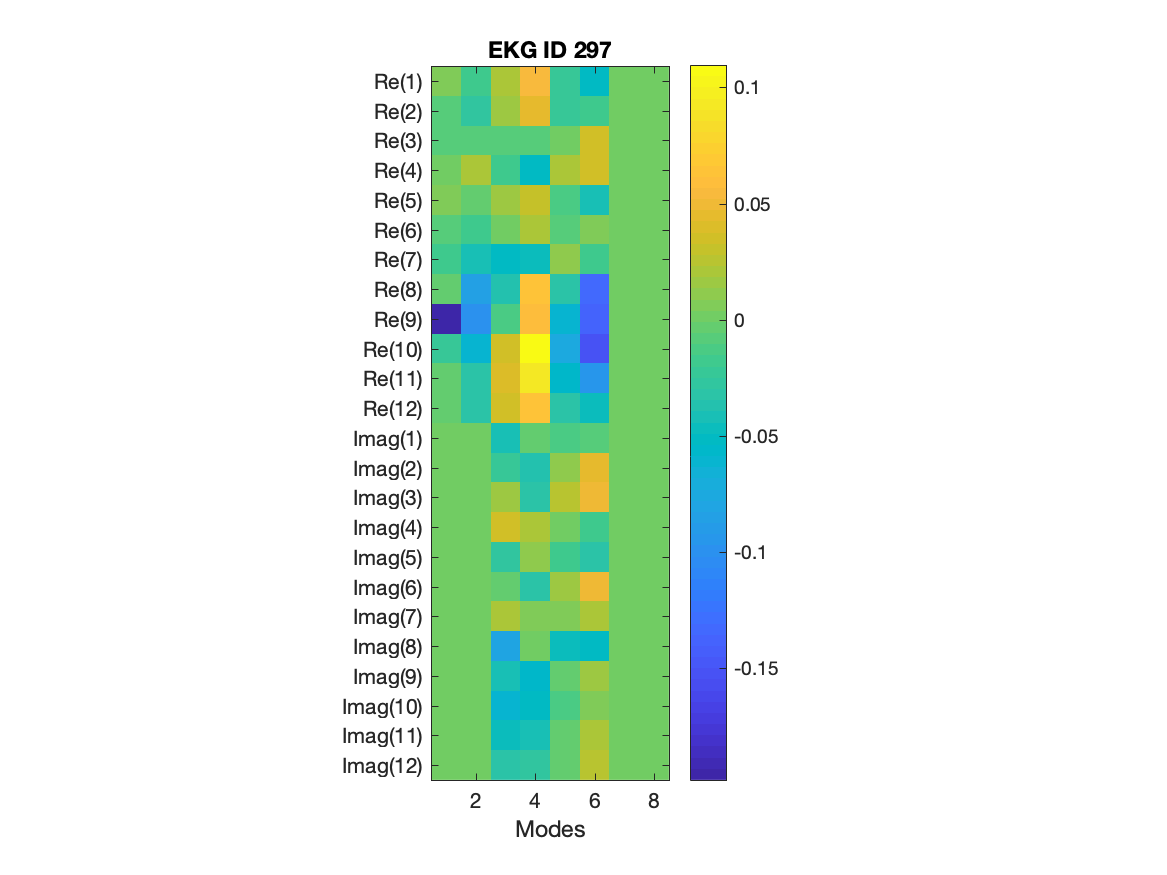 EKG ID 297
Re(1)
Re(2)
Re(3)
Re(4)
Re(5)
Re(6)
Re(7)
Re(8)
Re(9)
Re(10)
Re(11)
Re(12)
Imag(1)
Imag(2)
Imag(3)
Imag(4)
Imag(5)
Imag(6)
Imag(7)
Imag(8)
Imag(9)
Imag(10)
Imag(11)
Imag(12)
2 4 6 8
Modes
0.1
0.05
0
-0.05
-0.1
-0.15